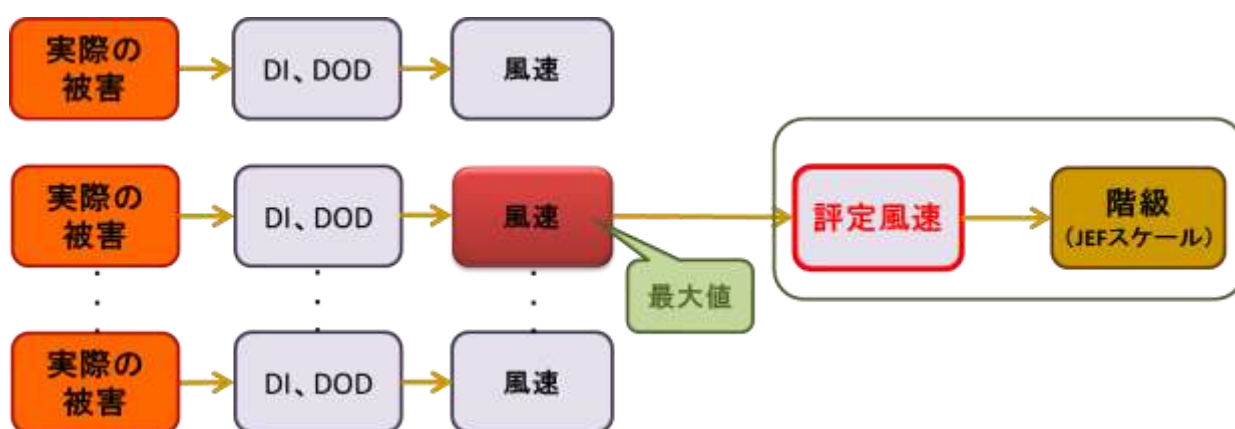 実際の
被害
DI、DOD
風速
実際の
被害
DI、DOD
風速
評定風速
階級
（JEFスケール）
最大値
実際の
被害
DI、DOD
風速